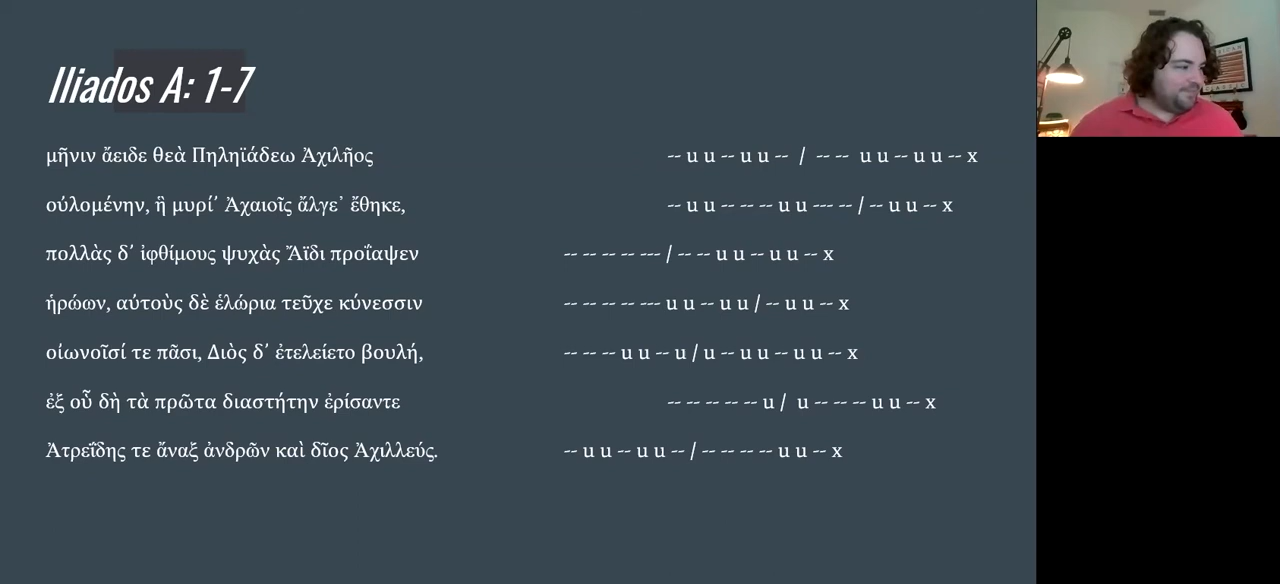 Iliados A: 1-7
μῆνιν ἄειδε θεὰ Πηληϊάδεω Ἀχιλῆος -- u u -- u u -- / -- -- u u -- u u -- x
οὐλομένην, ἣ μυρί᾽ Ἀχαιοῖς ἄλγε᾽ ἔθηκε, -- u u -- -- -- u u --- -- / -- u u -- x
πολλὰς δ᾽ ἰφθίμους ψυχὰς Ἄϊδι προΐαψεν -- -- -- -- --- / -- -- u u -- u u -- x
ἡρώων, αὐτοὺς δὲ ἑλώρια τεῦχε κύνεσσιν -- -- -- -- --- u u -- u u / -- u u -- x
οἰωνοῖσί τε πᾶσι, Διὸς δ᾽ ἐτελείετο βουλή, -- -- -- u u -- u / u -- u u -- u u -- x
ἐξ οὗ δὴ τὰ πρῶτα διαστήτην ἐρίσαντε -- -- -- -- -- u / u -- -- -- u u -- x
Ἀτρεΐδης τε ἄναξ ἀνδρῶν καὶ δῖος Ἀχιλλεύς. -- u u -- u u -- / -- -- -- -- u u -- x